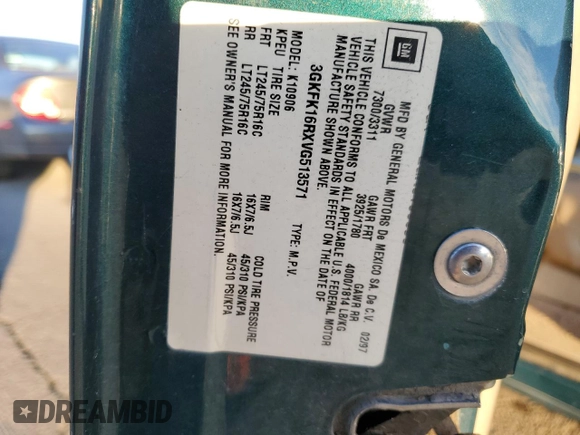 GM
MFD BY GENERAL MOTORS De MEXICO SA. De C.V. 02/97
GVWR GAWR FRT GAWR RR
7300/3311 3925/1780 4000/1814 LB/KG
THIS VEHICLE CONFORMS TO ALL APPLICABLE U.S. FEDERAL MOTOR
VEHICLE SAFETY STANDARDS IN EFFECT ON THE DATE OF
MANUFACTURE SHOWN ABOVE.
3GKFK16RXVG513571 TYPE: M.P.V.
MODEL: K10906
XPEU TIRE SIZE RIM COLD TIRE PRESSURE
FRT LT245/75R16C 16X7/6.5J 45/310 PSI/KPA
RR LT245/75R16C 16X7/6.5J 45/310 PSI/KPA
SEE OWNER'S MANUAL FOR MORE INFORMATION.
DREAMBID